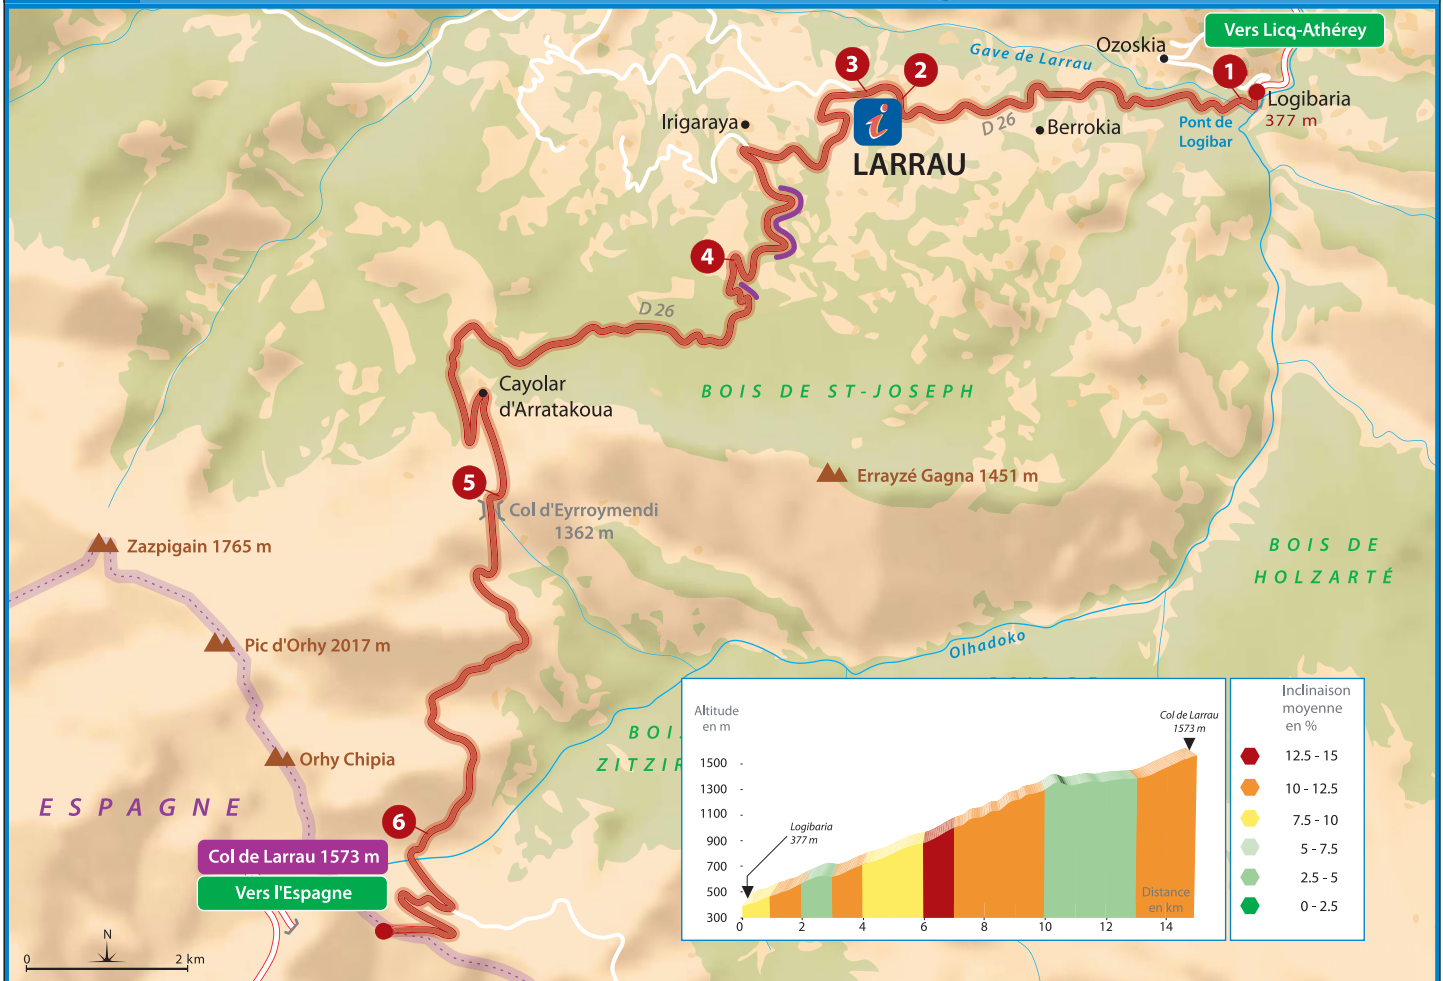 Vers Licq-Athérey
Ozoskia
Gave de Larrau
1
2
3
Logibaria
377 m
Pont de
Logibar
D 26
Berrokia
Irigaraya
i
LARRAU
4
D 26
Cayolar
d'Arratakoua
BOIS DE ST-JOSEPH
5
Col d'Eyrroymendi
1362 m
Errayzé Gagna 1451 m
Zazpigain 1765 m
BOIS DE
HOLZARTÉ
Pic d'Orhy 2017 m
Olhadoko
Orhy Chipia
ESPAGNE
6
Col de Larrau 1573 m
Vers l'Espagne
N
0 2 km
Altitude
en m
1500
1300
1100
900
700
500
300
Logibaria
377 m
Col de Larrau
1573 m
Distance
en km
0 2 4 6 8 10 12 14
Inclinaison
moyenne
en %
12.5 - 15
10 - 12.5
7.5 - 10
5 - 7.5
2.5 - 5
0 - 2.5